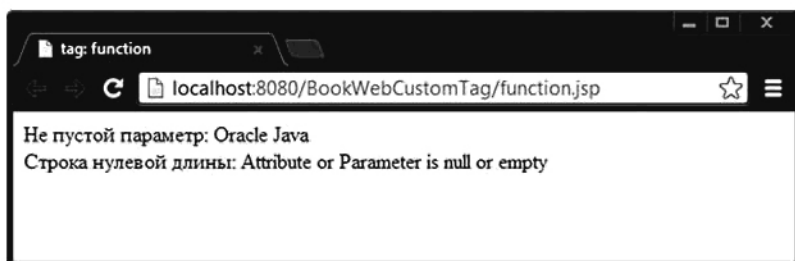 tag: function
localhost:8080/BookWebCustomTag/function.jsp
Не пустой параметр: Oracle Java
Строка нулевой длины: Attribute or Parameter is null or empty